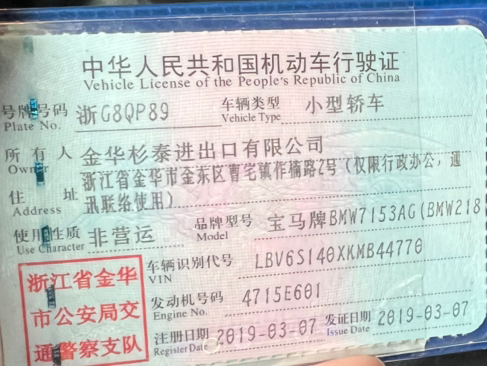 中华人民共和国机动车行驶证
Vehicle License of the People's Republic of China
号牌号码 浙G8QP89 车辆类型 小型轿车
Plate No. Vehicle Type
所有人 金华杉泰进出口有限公司
Owner
浙江省金华市金东区曹宅镇作楠路2号(仅限行政办公,通
住址
Address 讯联络使用)
使用性质 非营运 品牌型号 宝马牌BMW7153AG(BMW218
Use Character Model
浙江省金华
市公安局交
通警察支队
车辆识别代号 LBV6S140XKMB44770
VIN
发动机号码 4715E601
Engine No.
注册日期 2019-03-07 发证日期 2019-03-07
Register Date Issue Date